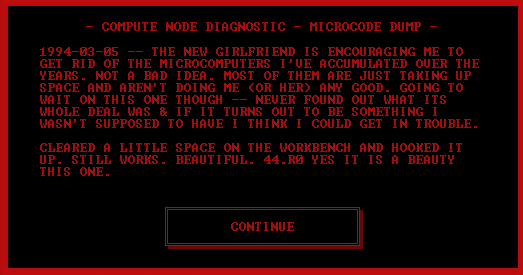 - COMPUTE NODE DIAGNOSTIC - MICROCODE DUMP -
1994-03-05 -- THE NEW GIRLFRIEND IS ENCOURAGING ME TO
GET RID OF THE MICROCOMPUTERS I'VE ACCUMULATED OVER THE
YEARS. NOT A BAD IDEA. MOST OF THEM ARE JUST TAKING UP
SPACE AND AREN'T DOING ME (OR HER) ANY GOOD. GOING TO
WAIT ON THIS ONE THOUGH -- NEVER FOUND OUT WHAT ITS
WHOLE DEAL WAS & IF IT TURNS OUT TO BE SOMETHING I
WASN'T SUPPOSED TO HAVE I THINK I COULD GET IN TROUBLE.
CLEARED A LITTLE SPACE ON THE WORKBENCH AND HOOKED IT
UP. STILL WORKS. BEAUTIFUL. 44.R0 YES IT IS A BEAUTY
THIS ONE.
CONTINUE